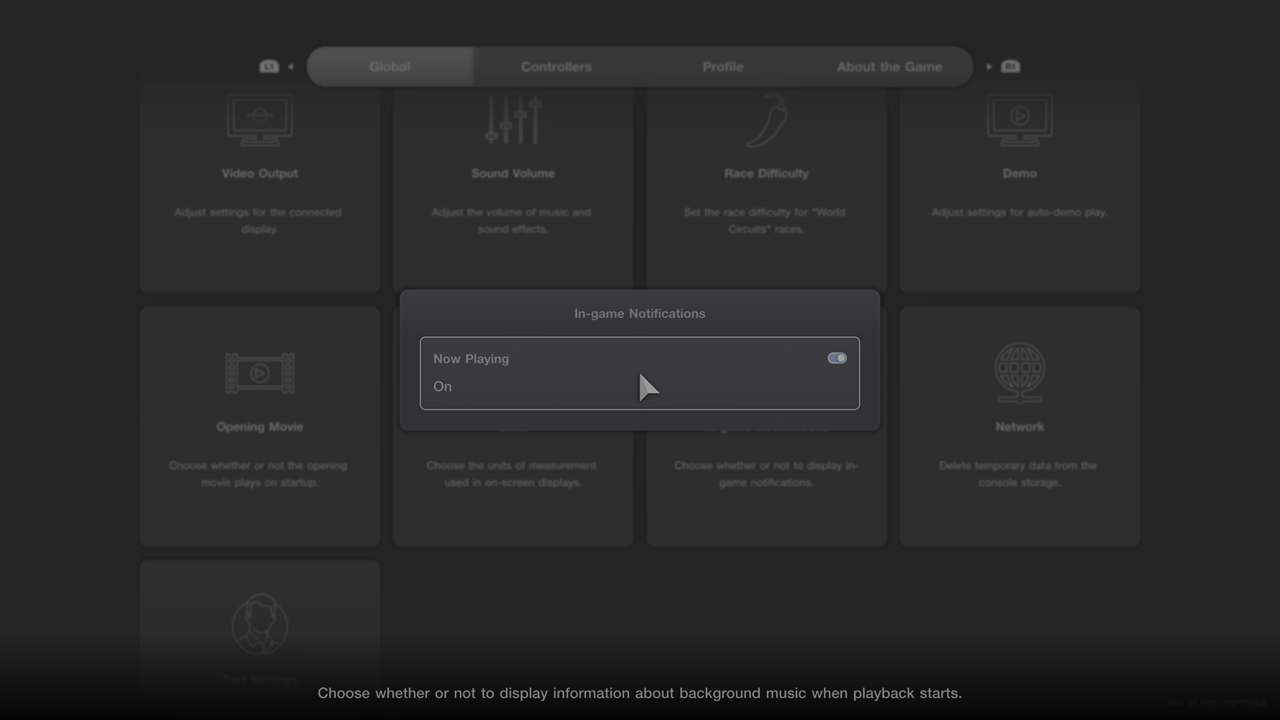 L1
Global
Controllers
Profile
About the Game
R1
Video Output
Adjust settings for the connected
display.
Sound Volume
Adjust the volume of music and
sound effects.
Race Difficulty
Set the race difficulty for "World
Circuits" races.
Demo
Adjust settings for auto-demo play.
In-game Notifications
Now Playing
On
Opening Movie
Choose whether or not the opening
movie plays on startup.
Choose the units of measurement
used in on-screen displays.
Choose whether or not to display in-
game notifications.
Network
Delete temporary data from the
console storage.
Choose whether or not to display information about background music when playback starts.